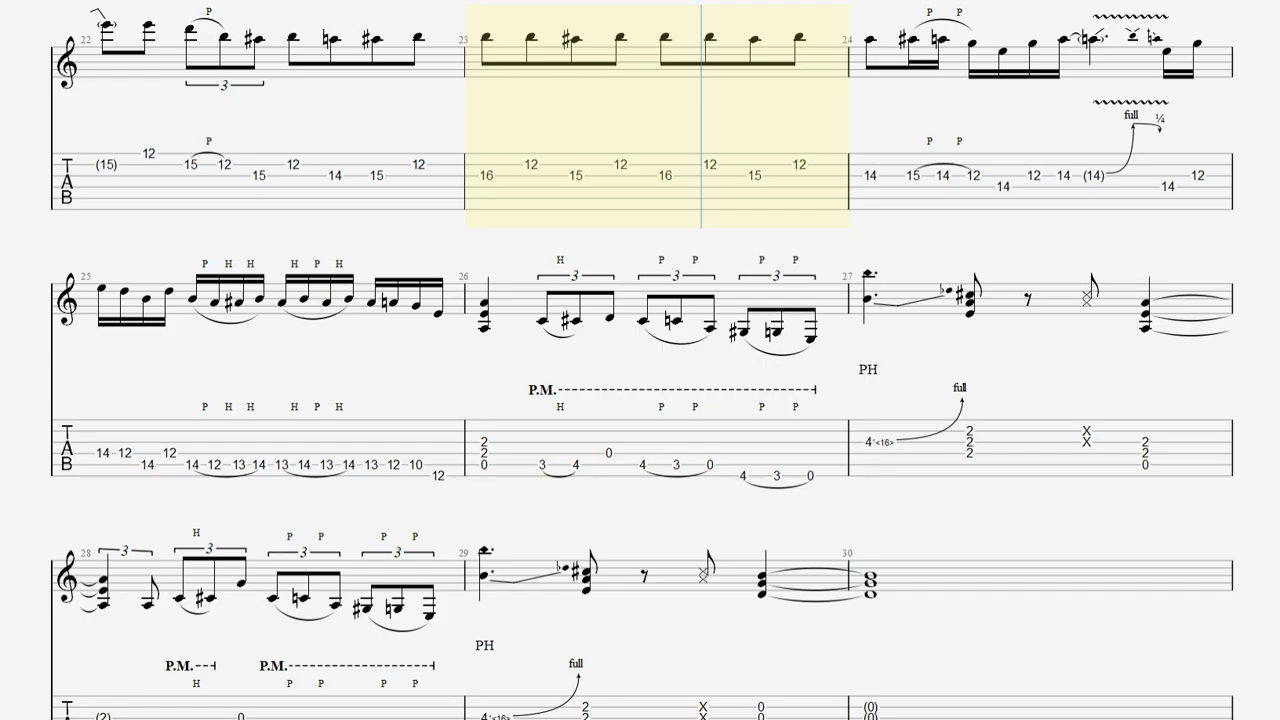 P P P
22 23 24
3
full ¼
P P P
(15) 12 15 12 15 12 14 15 12 16 12 15 12 16 12 15 12 14 15 14 12 14 12 14 (14) 14 12
T
A
B
25 P H H H P H 26 H P P P P 27
3 3 3
PH
P.M. full
P H H H P H H P P P P
T
A
B
14 12 14 12 14 12 13 14 13 14 13 14 13 12 10 12
2 2 0 3 4 0 4 3 0 4 3 0
4 <16> 2 2 2 X X 2 2 0
28 3 H 3 P P 3 P P 3 29 30
PH
P.M. P.M. full
H P P P P
(2) 0 4 <16> 2 2 X X 0 0 (0) (0)